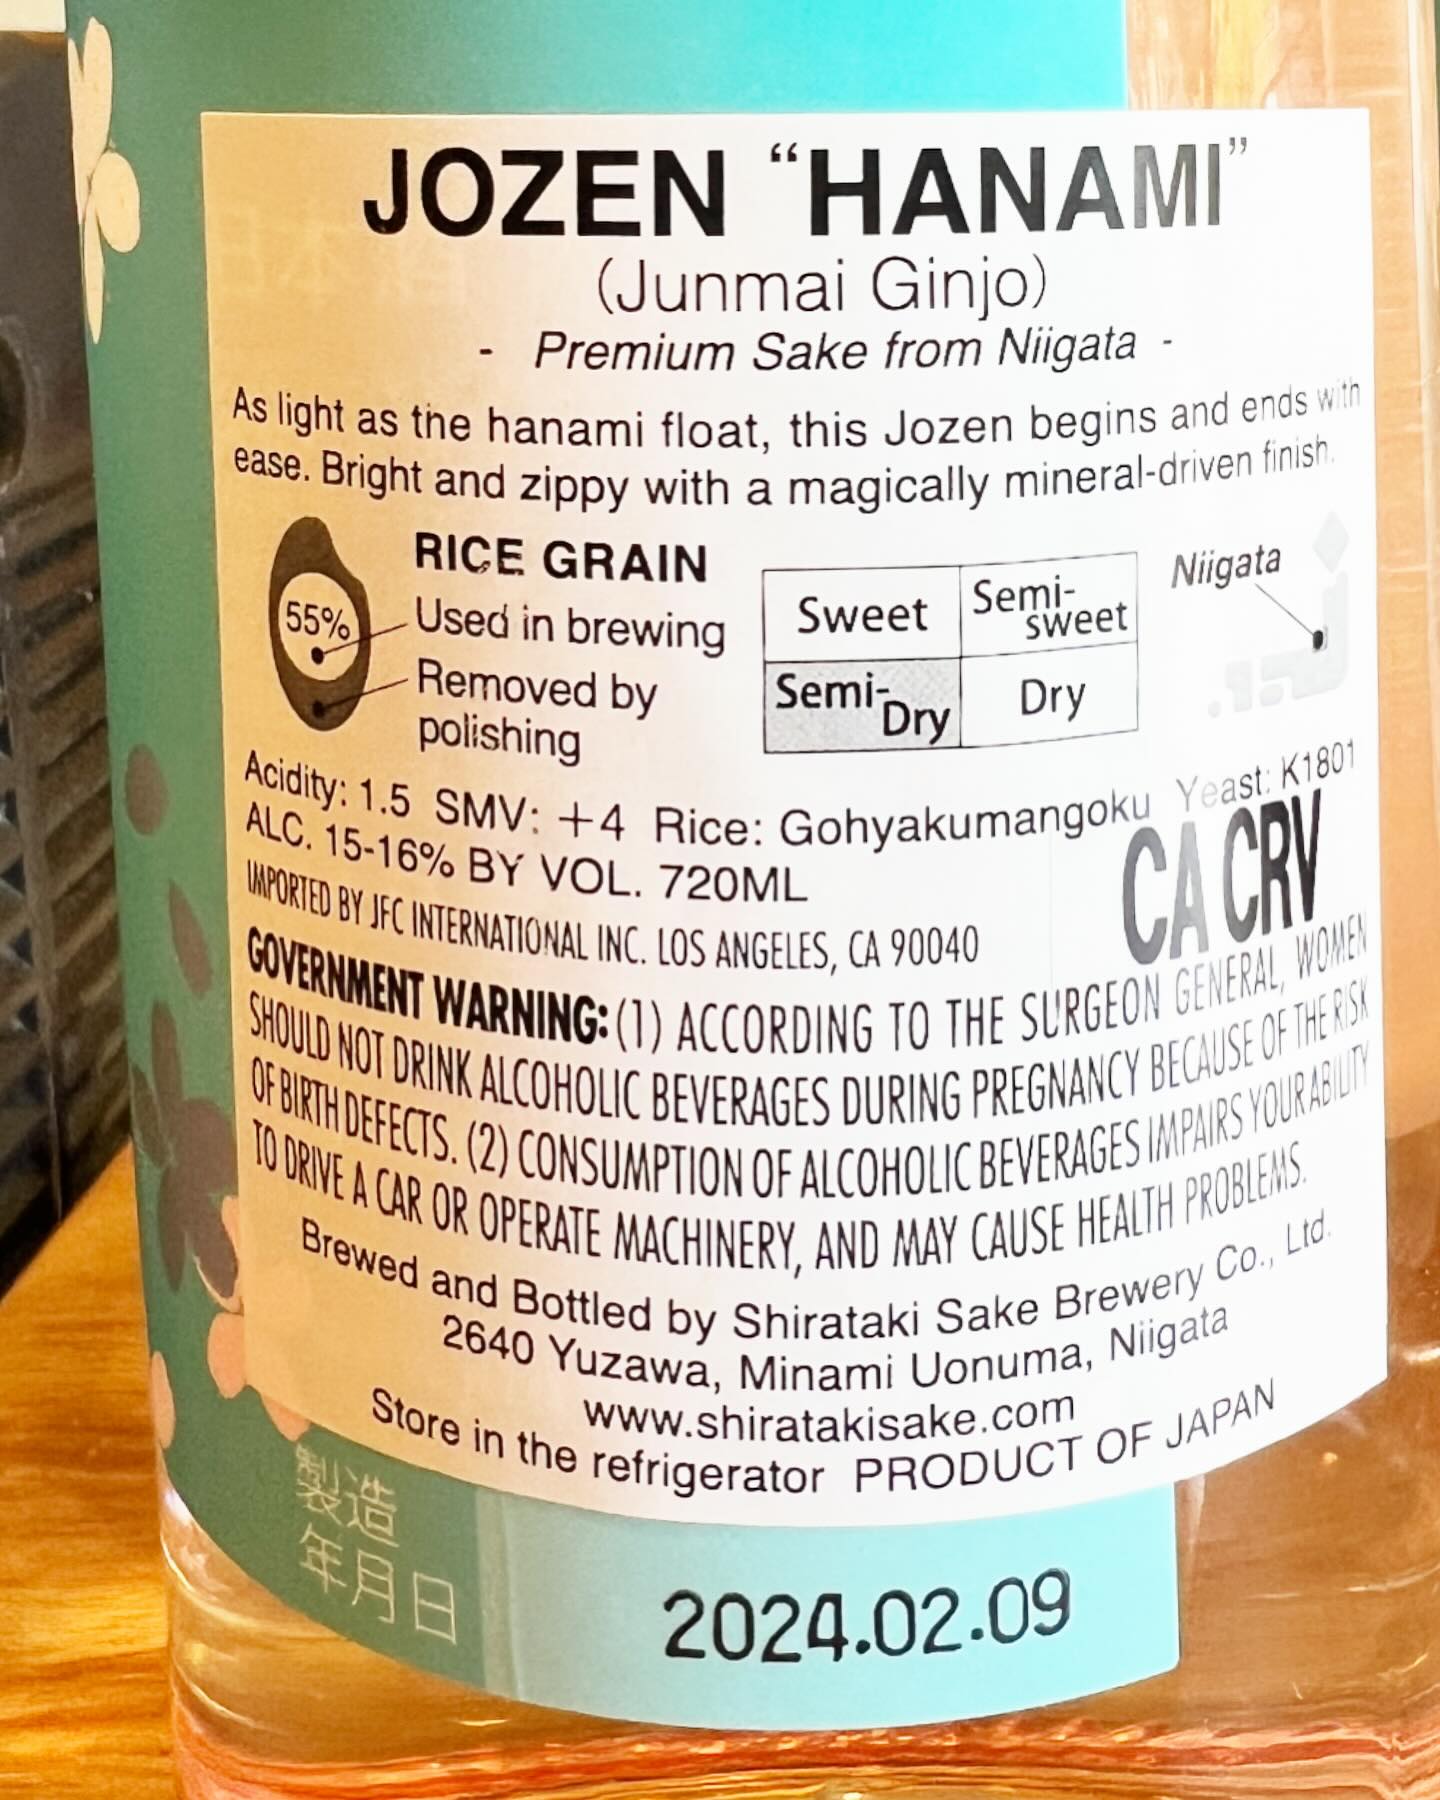 JOZEN “HANAMI”
(Junmai Ginjo)
- Premium Sake from Niigata -
As light as the hanami float, this Jozen begins and ends with
ease. Bright and zippy with a magically mineral-driven finish.
RICE GRAIN
55%
Used in brewing
Removed by
polishing
Sweet
Semi-
sweet
Semi-
Dry
Dry
Niigata
Acidity: 1.5 SMV: +4 Rice: Gohyakumangoku Yeast: K1801
ALC. 15-16% BY VOL. 720ML
CA CRV
IMPORTED BY JFC INTERNATIONAL INC. LOS ANGELES, CA 90040
GOVERNMENT WARNING: (1) ACCORDING TO THE SURGEON GENERAL, WOMEN
SHOULD NOT DRINK ALCOHOLIC BEVERAGES DURING PREGNANCY BECAUSE OF THE RISK
OF BIRTH DEFECTS. (2) CONSUMPTION OF ALCOHOLIC BEVERAGES IMPAIRS YOUR ABILITY
TO DRIVE A CAR OR OPERATE MACHINERY, AND MAY CAUSE HEALTH PROBLEMS.
Brewed and Bottled by Shirataki Sake Brewery Co., Ltd.
2640 Yuzawa, Minami Uonuma, Niigata
www.shiratakisake.com
Store in the refrigerator PRODUCT OF JAPAN
製造
年月日
2024.02.09